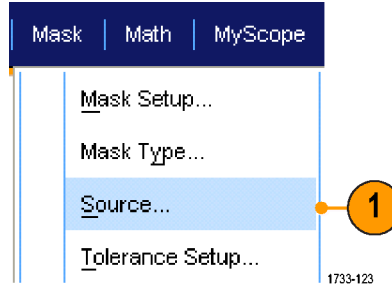 Mask | Math | MyScope
Mask Setup...
Mask Type...
Source...
1
Tolerance Setup...
1733-123